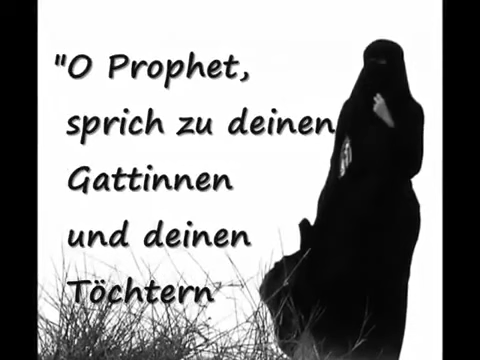 "O Prophet,
sprich zu deinen
Gattinnen
und deinen
Töchtern